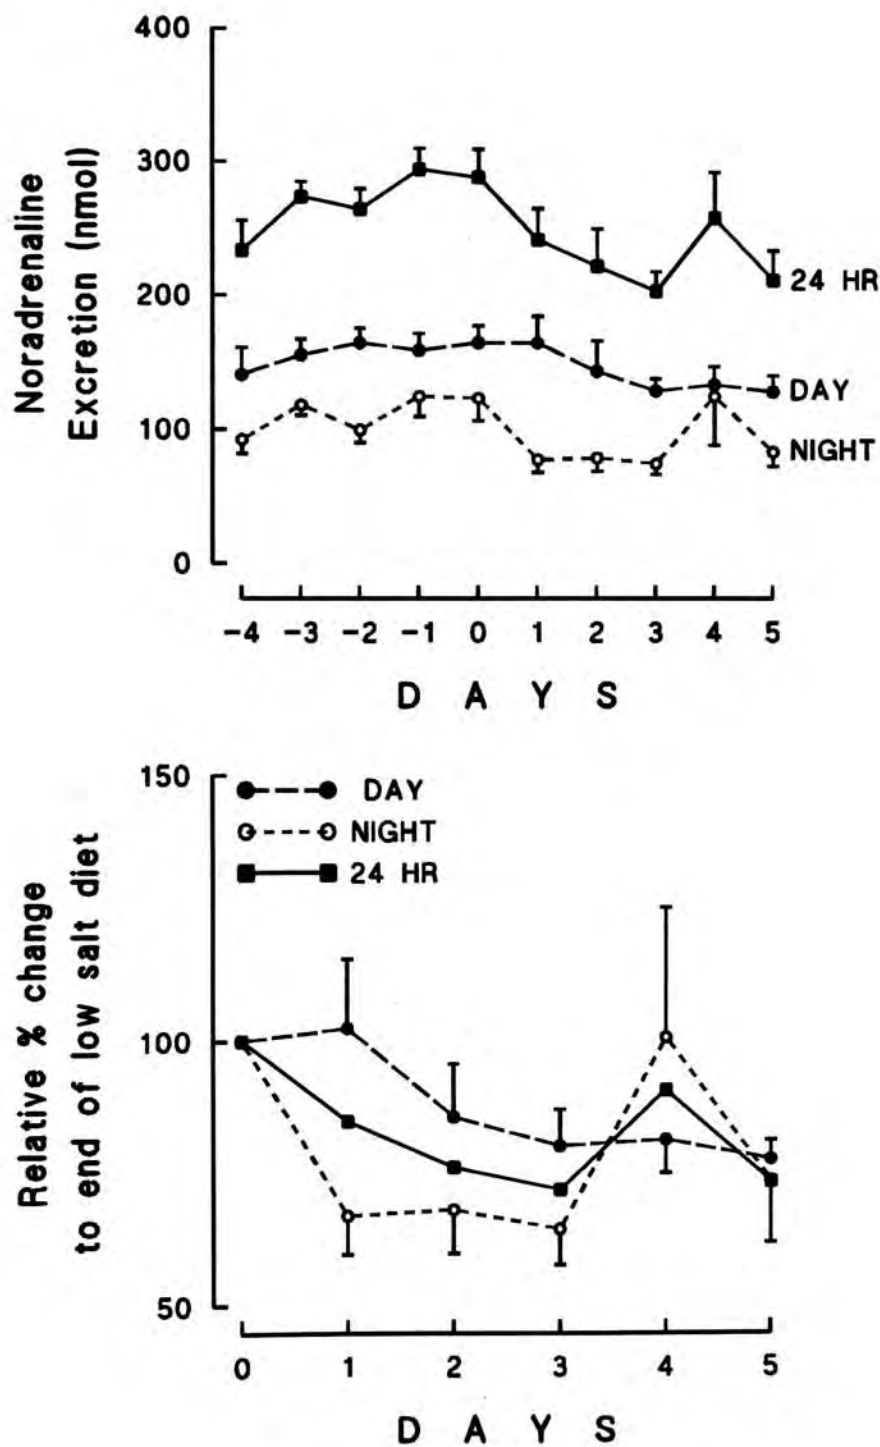 400
300
200
100
0
Noradrenaline
Excretion (nmol)
24 HR
DAY
NIGHT
-4 -3 -2 -1 0 1 2 3 4 5
D A Y S
150
100
50
Relative % change
to end of low salt diet
DAY
NIGHT
24 HR
0 1 2 3 4 5
D A Y S